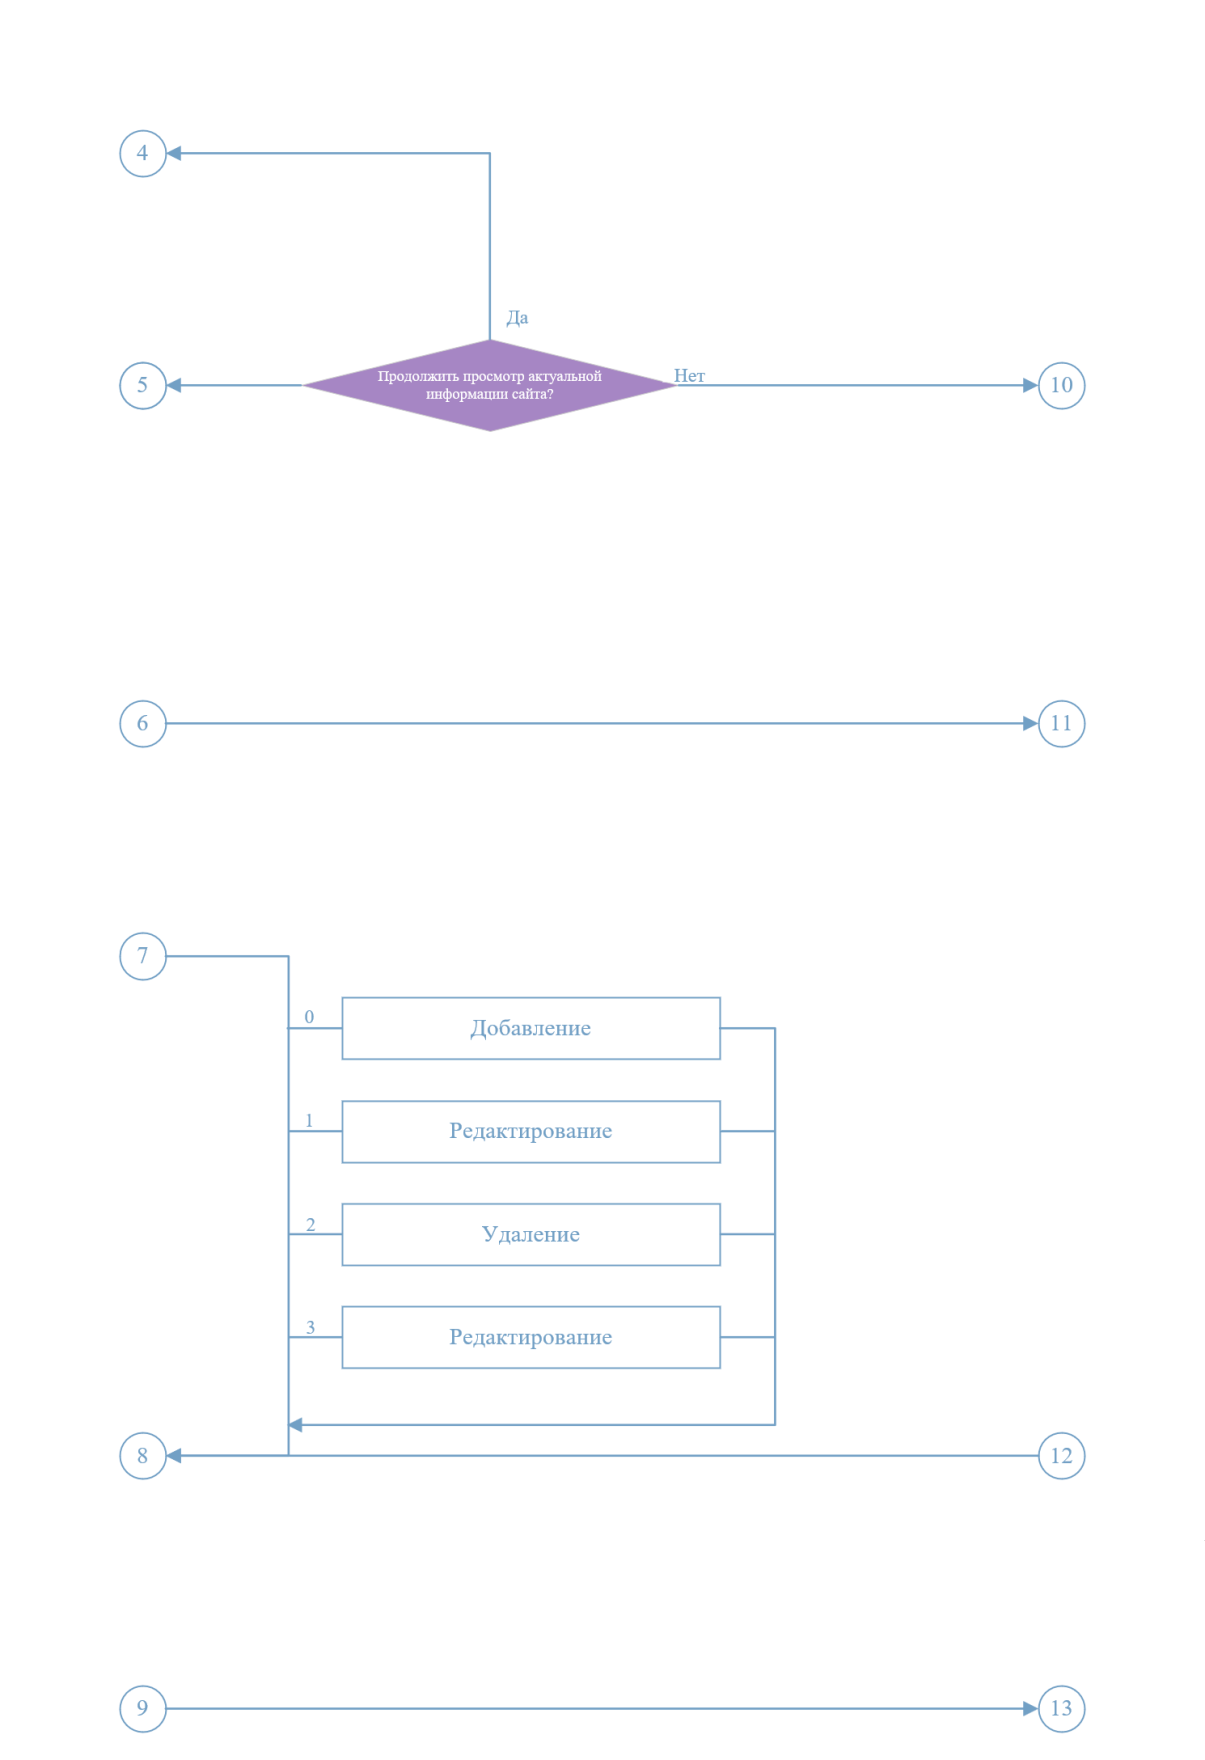 4
Да
5
Продолжить просмотр актуальной
информации сайта?
Нет
10
6
11
7
0
Добавление
1
Редактирование
2
Удаление
3
Редактирование
8
12
9
13